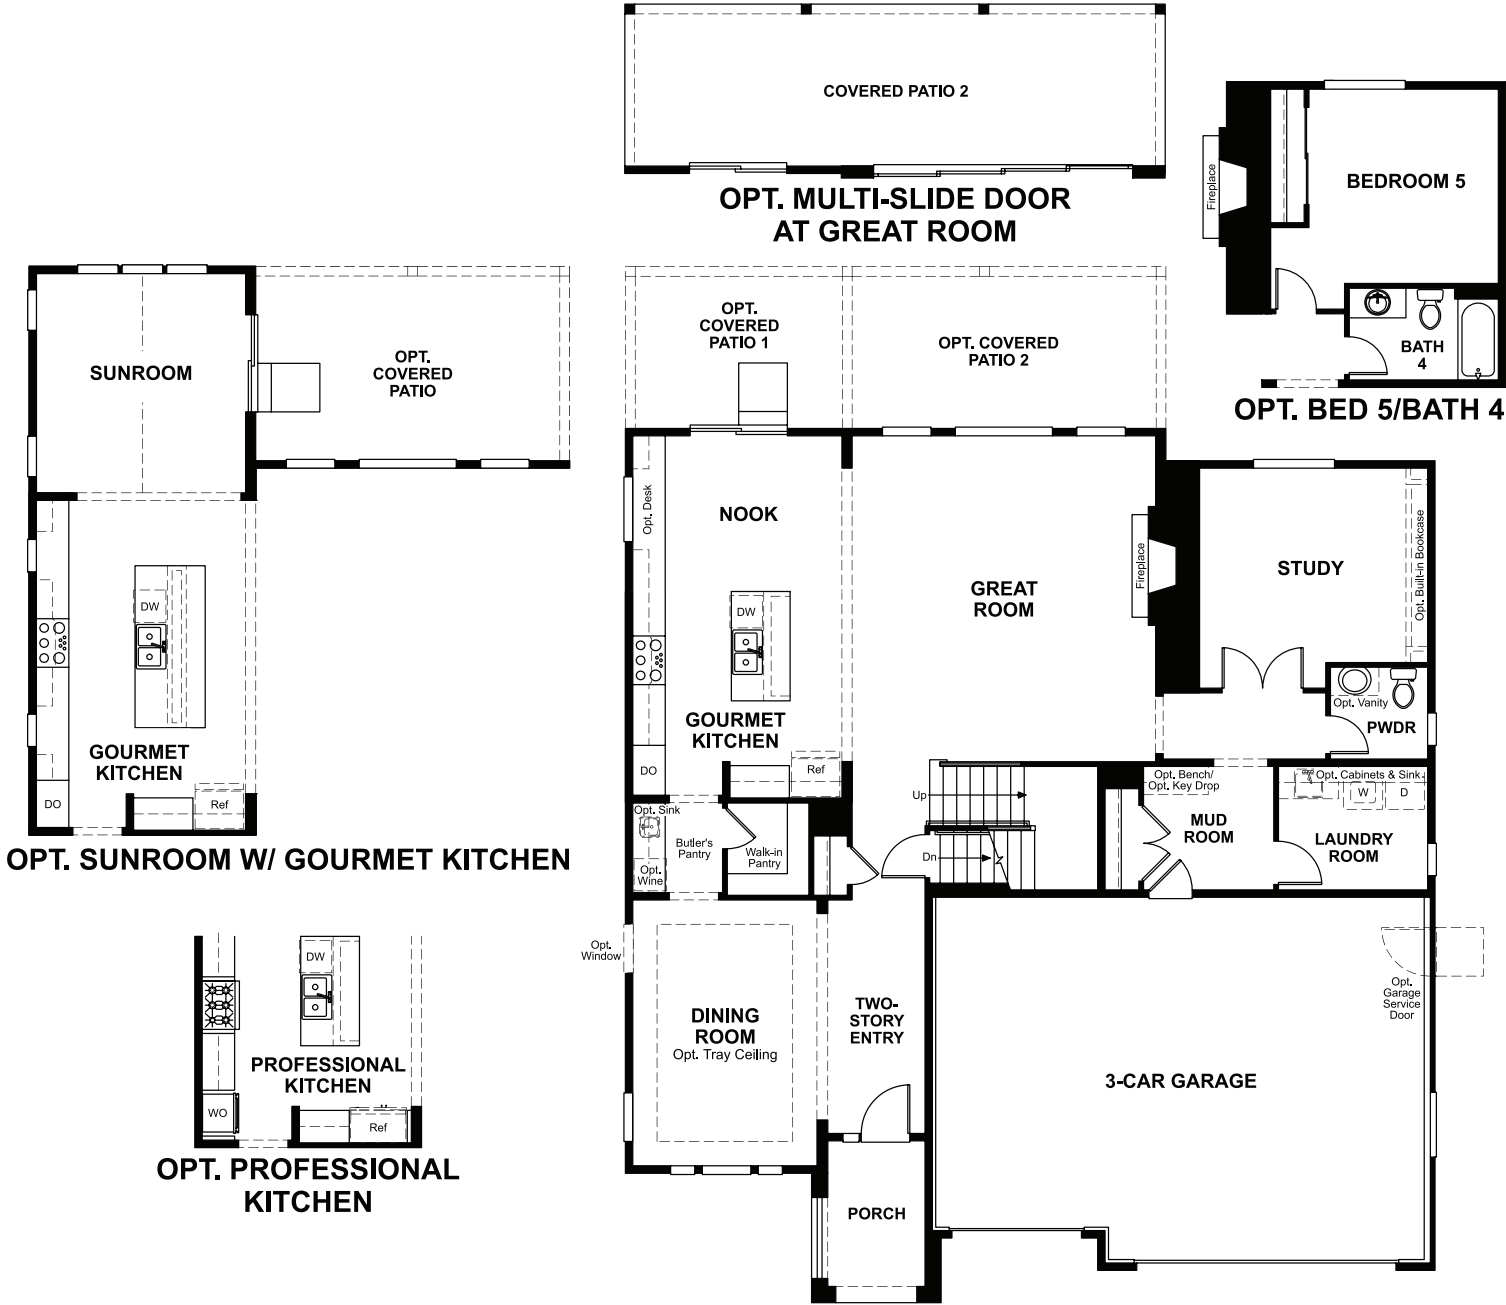 COVERED PATIO 2
OPT. MULTI-SLIDE DOOR
AT GREAT ROOM
Fireplace
BEDROOM 5
BATH
4
OPT. BED 5/BATH 4
SUNROOM
OPT.
COVERED
PATIO
DW
GOURMET
KITCHEN
DO
Ref
OPT. SUNROOM W/ GOURMET KITCHEN
DW
PROFESSIONAL
KITCHEN
WO
Ref
OPT. PROFESSIONAL
KITCHEN
OPT.
COVERED
PATIO 1
OPT. COVERED
PATIO 2
Opt. Desk
NOOK
GREAT
ROOM
Fireplace
STUDY
Opt. Built-in Bookcase
DW
GOURMET
KITCHEN
DO
Ref
Opt. Vanity
PWDR
Up
Dn
Opt. Bench/
Opt. Key Drop
MUD
ROOM
Opt. Cabinets & Sink
W
D
LAUNDRY
ROOM
Opt. Sink
Butler's
Pantry
Opt.
Wine
Walk-in
Pantry
Opt.
Window
DINING
ROOM
Opt. Tray Ceiling
TWO-
STORY
ENTRY
Opt.
Garage
Service
Door
3-CAR GARAGE
PORCH